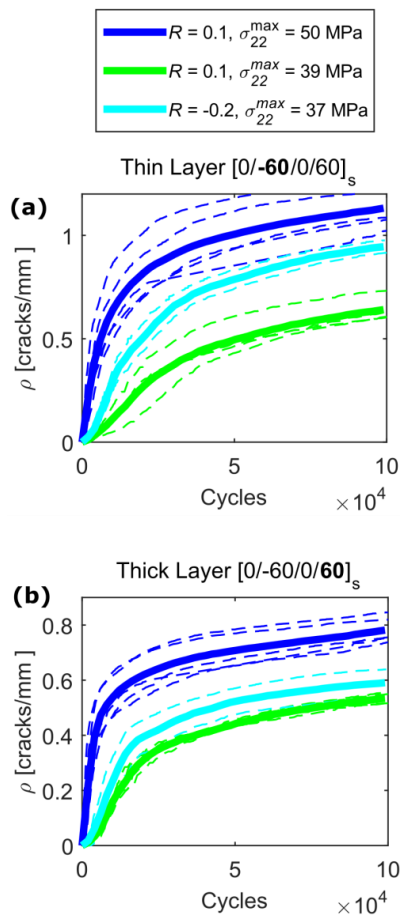 R = 0.1, σ₂₂ᵐᵃˣ = 50 MPa
R = 0.1, σ₂₂ᵐᵃˣ = 39 MPa
R = -0.2, σ₂₂ᵐᵃˣ = 37 MPa
Thin Layer [0/-60/0/60]ₛ
(a)
ρ [cracks/mm]
1
0.5
0
0 5 10
Cycles ×10⁴
Thick Layer [0/-60/0/60]ₛ
(b)
ρ [cracks/mm]
0.8
0.6
0.4
0.2
0
0 5 10
Cycles ×10⁴